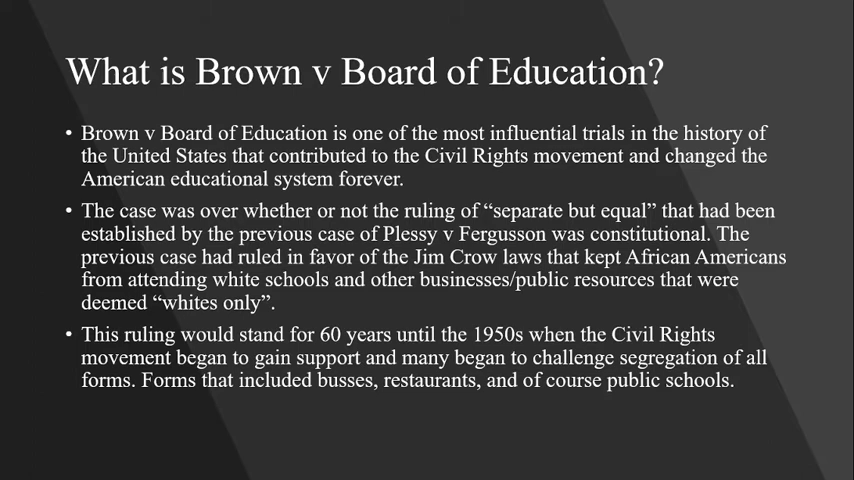 What is Brown v Board of Education?
• Brown v Board of Education is one of the most influential trials in the history of
the United States that contributed to the Civil Rights movement and changed the
American educational system forever.
• The case was over whether or not the ruling of “separate but equal” that had been
established by the previous case of Plessy v Fergusson was constitutional. The
previous case had ruled in favor of the Jim Crow laws that kept African Americans
from attending white schools and other businesses/public resources that were
deemed “whites only”.
• This ruling would stand for 60 years until the 1950s when the Civil Rights
movement began to gain support and many began to challenge segregation of all
forms. Forms that included busses, restaurants, and of course public schools.